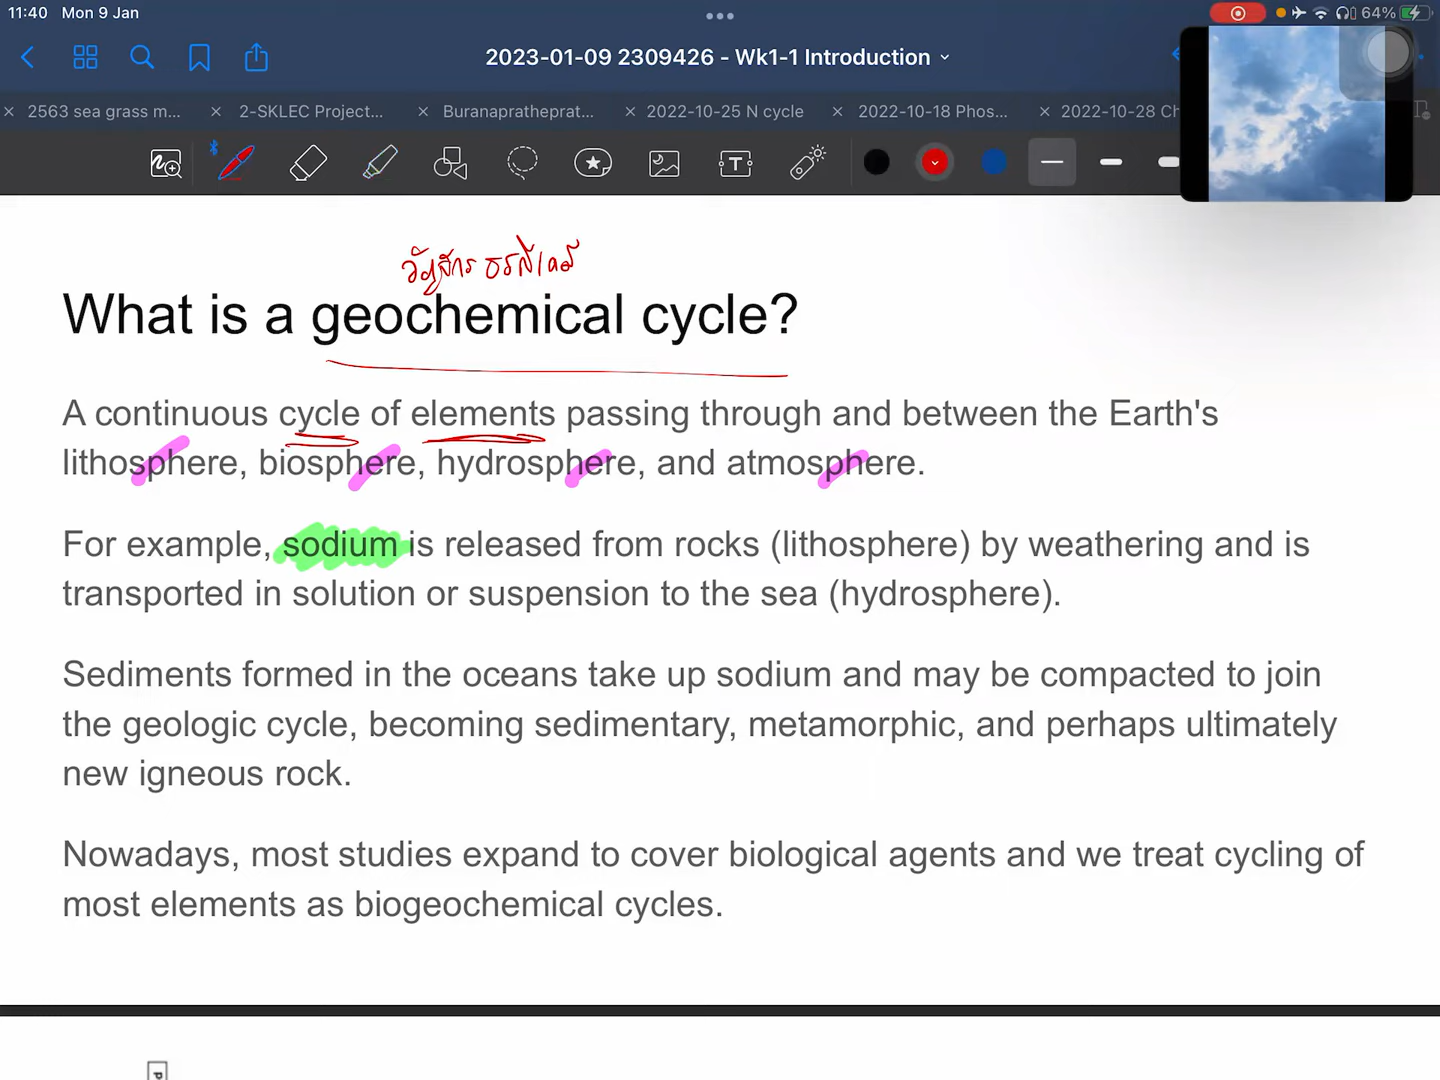 11:40 Mon 9 Jan
64%
2023-01-09 2309426 - Wk1-1 Introduction
2563 sea grass m...
2-SKLEC Project...
Buranapratheprat...
2022-10-25 N cycle
2022-10-18 Phos...
2022-10-28 Ch
วัฏจักร ธรณีเคมี
What is a geochemical cycle?
A continuous cycle of elements passing through and between the Earth's
lithosphere, biosphere, hydrosphere, and atmosphere.
For example, sodium is released from rocks (lithosphere) by weathering and is
transported in solution or suspension to the sea (hydrosphere).
Sediments formed in the oceans take up sodium and may be compacted to join
the geologic cycle, becoming sedimentary, metamorphic, and perhaps ultimately
new igneous rock.
Nowadays, most studies expand to cover biological agents and we treat cycling of
most elements as biogeochemical cycles.